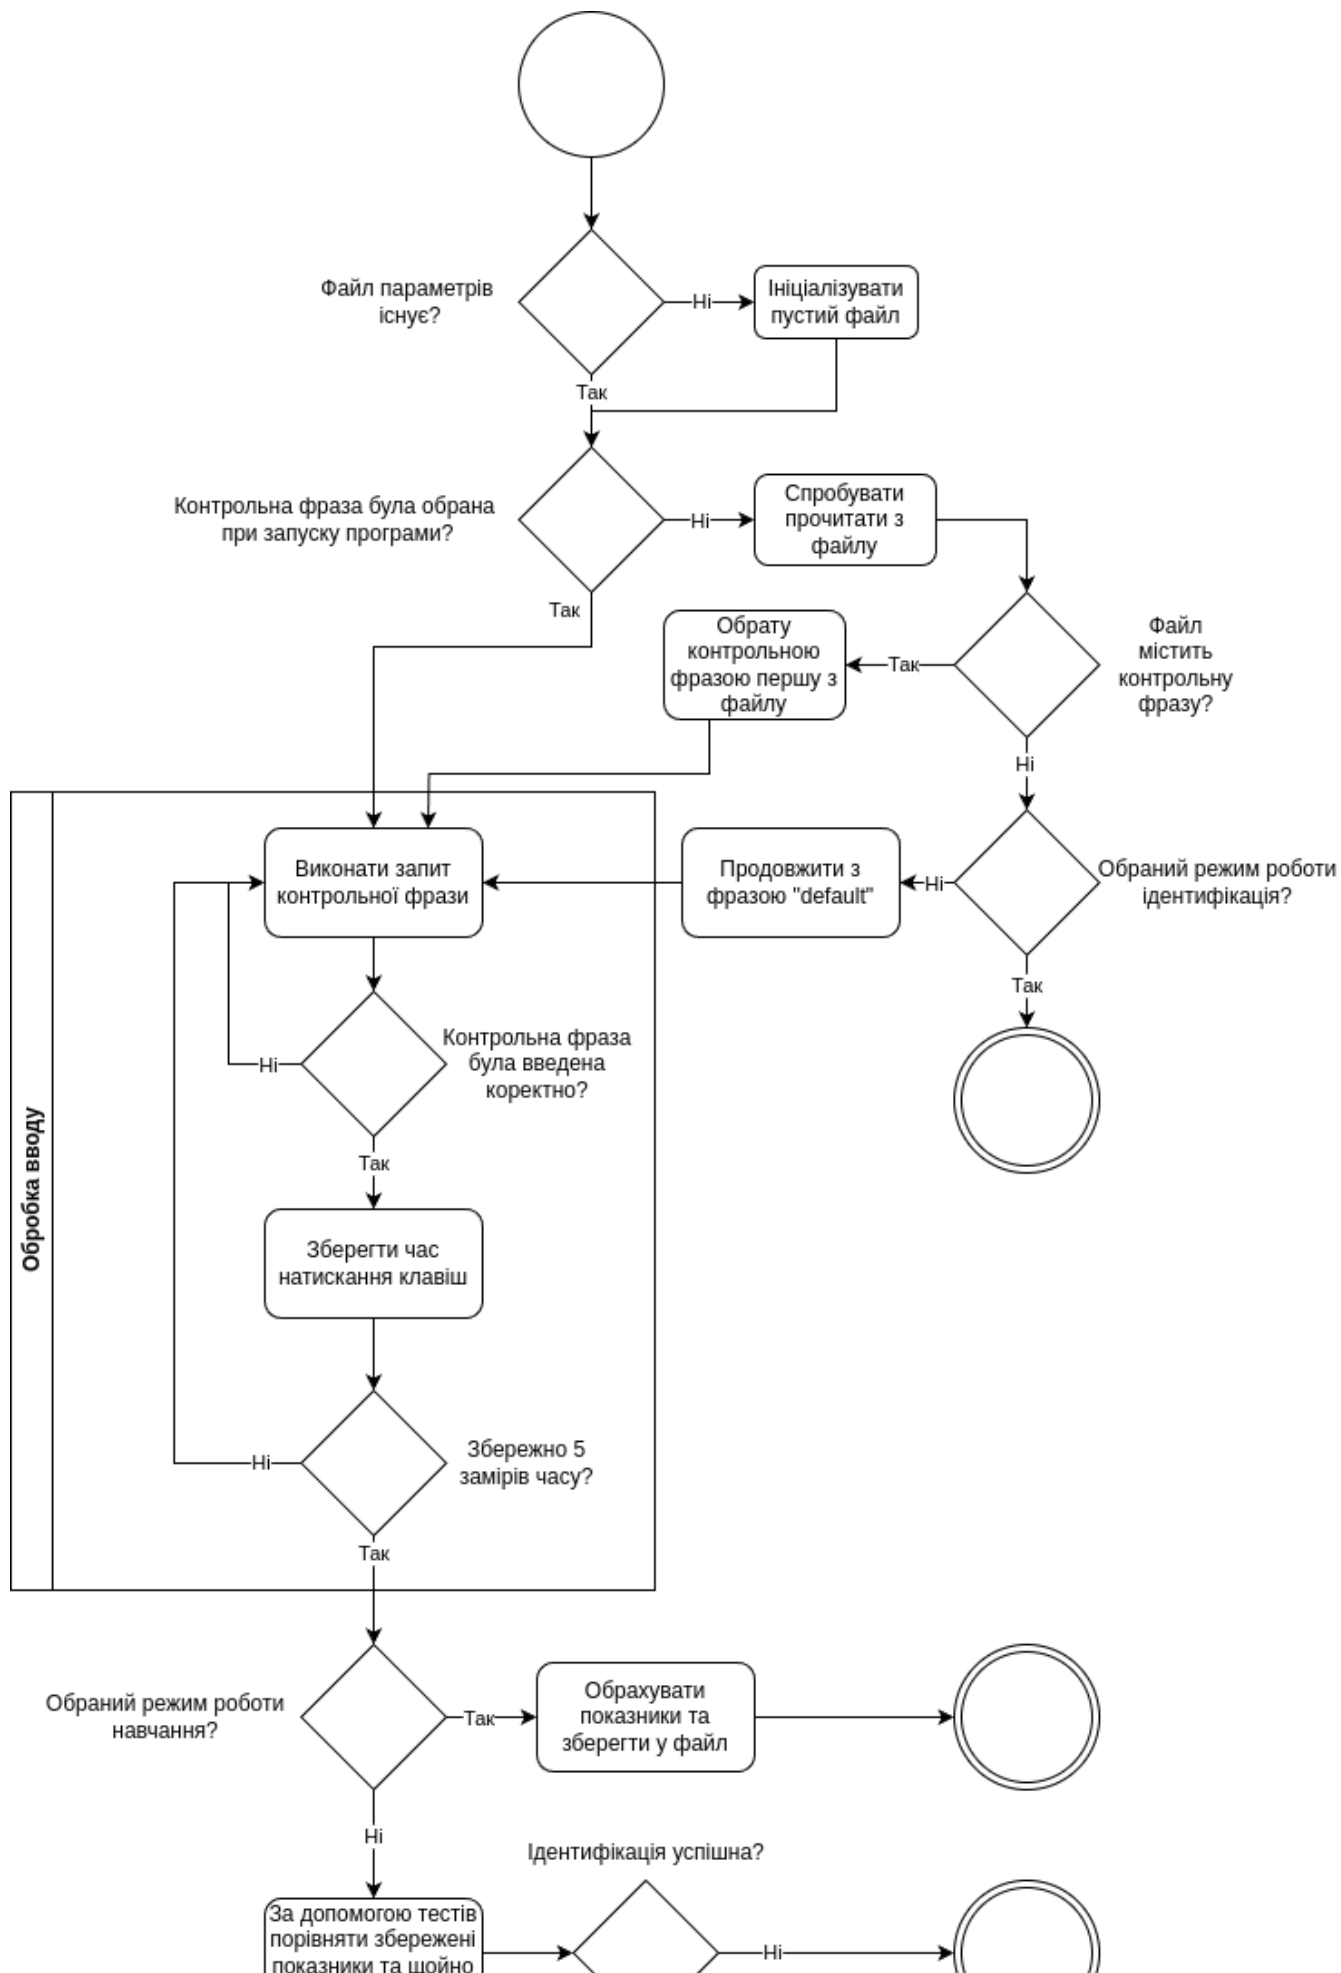 Файл параметрів
існує?
Ні
Ініціалізувати
пустий файл
Так
Контрольна фраза була обрана
при запуску програми?
Ні
Спробувати
прочитати з
файлу
Так
Обрату
контрольною
фразою першу з
файлу
Так
Файл
містить
контрольну
фразу?
Ні
Виконати запит
контрольної фрази
Продовжити з
фразою "default"
Ні
Обраний режим роботи
ідентифікація?
Так
Контрольна фраза
була введена
коректно?
Ні
Так
Обробка вводу
Зберегти час
натискання клавіш
Збережно 5
замірів часу?
Ні
Так
Обраний режим роботи
навчання?
Так
Обрахувати
показники та
зберегти у файл
Ні
Ідентифікація успішна?
За допомогою тестів
порівняти збережені
показники та щойно
Ні